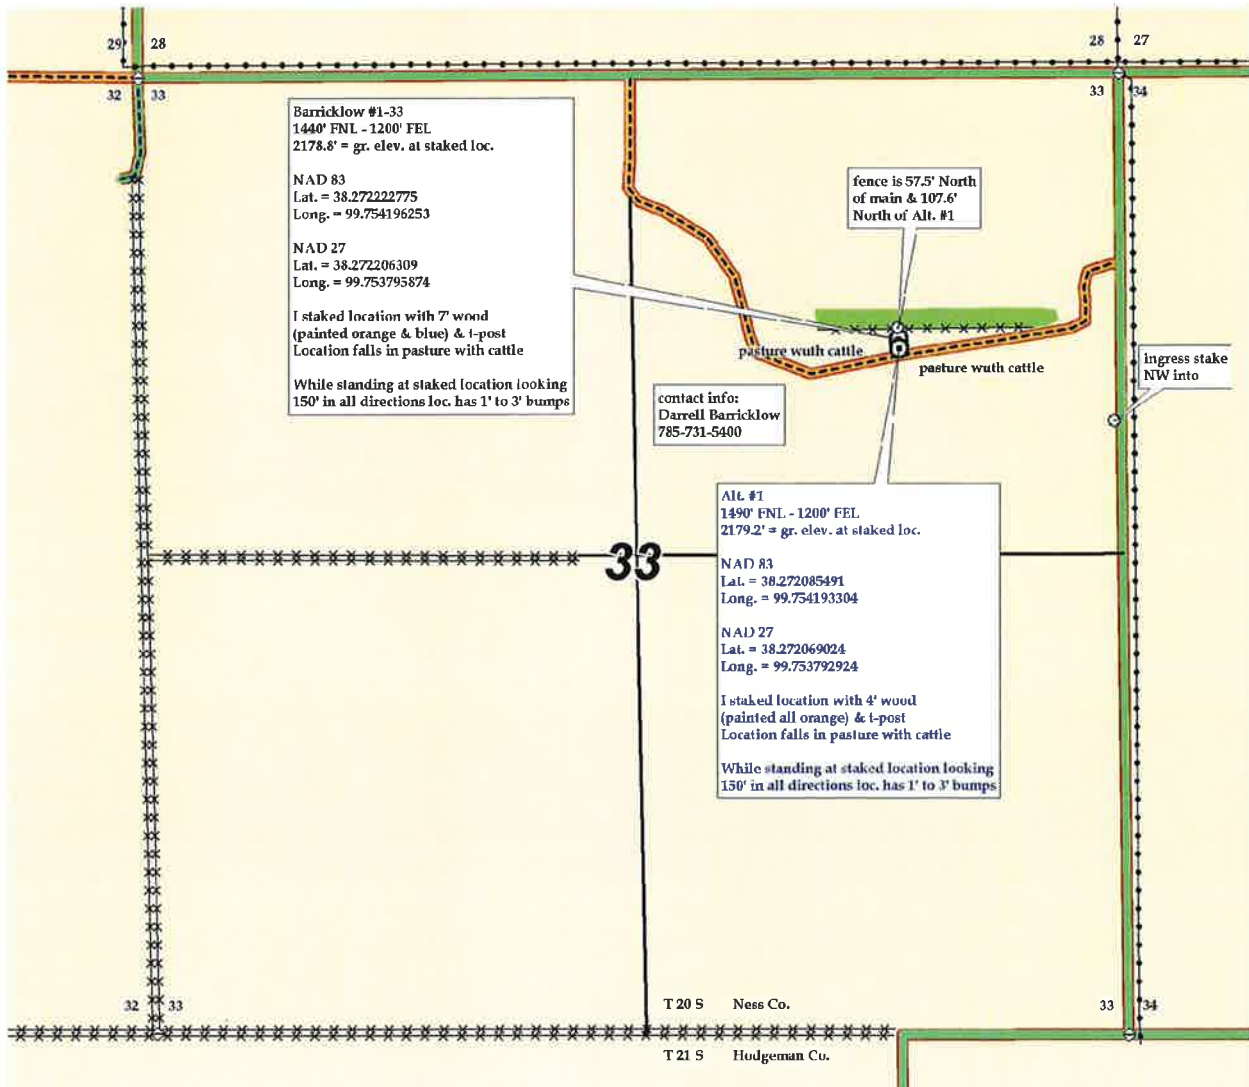 29 28
28 27
32 33
33 34
Barricklow #1-33
1440' FNL - 1200' FEL
2178.8' = gr. elev. at staked loc.
NAD 83
Lat. = 38.272222775
Long. = 99.754196253
NAD 27
Lat. = 38.272206309
Long. = 99.753795874
I staked location with 7' wood
(painted orange & blue) & t-post
Location falls in pasture with cattle
While standing at staked location looking
150' in all directions loc. has 1' to 3' bumps
fence is 57.5' North
of main & 107.6'
North of Alt. #1
pasture wuth cattle
pasture wuth cattle
ingress stake
NW into
contact info:
Darrell Barricklow
785-731-5400
33
Alt. #1
1490' FNL - 1200' FEL
2179.2' = gr. elev. at staked loc.
NAD 83
Lat. = 38.272085491
Long. = 99.754193304
NAD 27
Lat. = 38.272069024
Long. = 99.753792924
I staked location with 4' wood
(painted all orange) & t-post
Location falls in pasture with cattle
While standing at staked location looking
150' in all directions loc. has 1' to 3' bumps
32 33
T 20 S Ness Co.
33 34
T 21 S Hodgeman Co.